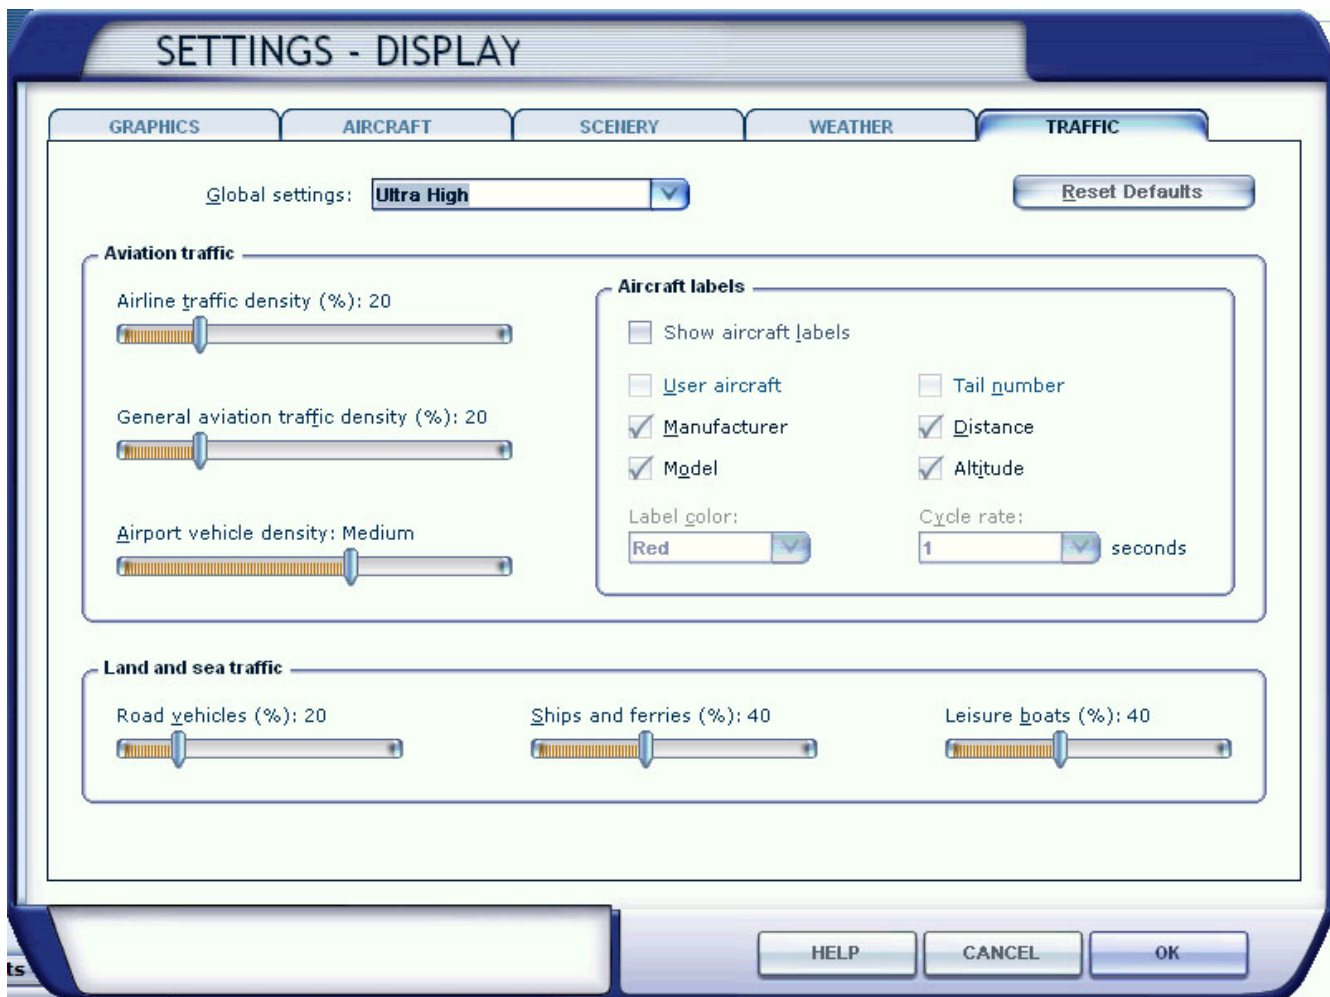 SETTINGS - DISPLAY
GRAPHICS AIRCRAFT SCENERY WEATHER TRAFFIC
Global settings: Ultra High Reset Defaults
Aviation traffic
Aircraft labels
Airline traffic density (%): 20
Show aircraft labels
User aircraft Tail number
General aviation traffic density (%): 20
Manufacturer Distance
Model Altitude
Label color: Cycle rate:
Airport vehicle density: Medium
Red 1 seconds
Land and sea traffic
Road vehicles (%): 20 Ships and ferries (%): 40 Leisure boats (%): 40
HELP CANCEL OK
ts